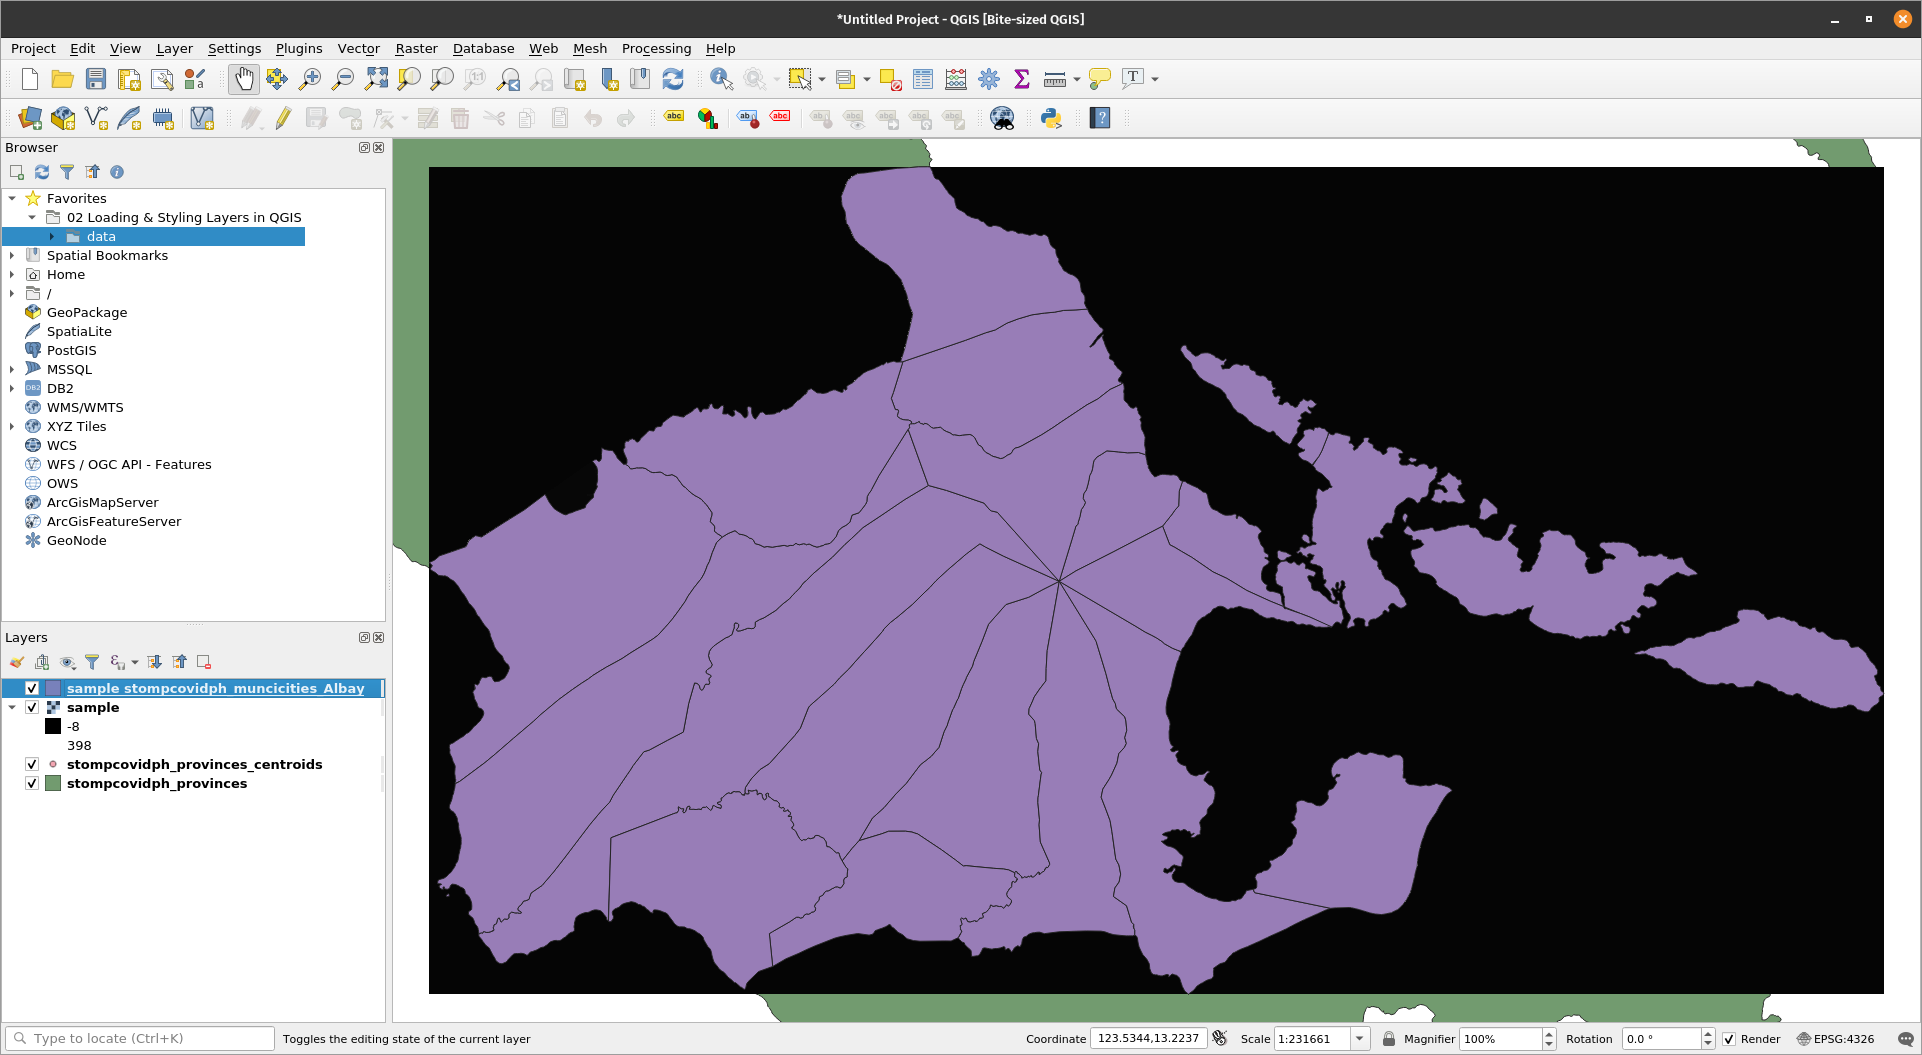 *Untitled Project - QGIS [Bite-sized QGIS]
Project Edit View Layer Settings Plugins Vector Raster Database Web Mesh Processing Help
Browser
Favorites
02 Loading & Styling Layers in QGIS
data
Spatial Bookmarks
Home
/
GeoPackage
SpatiaLite
PostGIS
MSSQL
DB2
WMS/WMTS
XYZ Tiles
WCS
WFS / OGC API - Features
OWS
ArcGisMapServer
ArcGisFeatureServer
GeoNode
Layers
sample stompcovidph_muncicities_Albay
sample
-8
398
stompcovidph_provinces_centroids
stompcovidph_provinces
Type to locate (Ctrl+K) Toggles the editing state of the current layer Coordinate 123.5344,13.2237 Scale 1:231661 Magnifier 100% Rotation 0.0 ° Render EPSG:4326